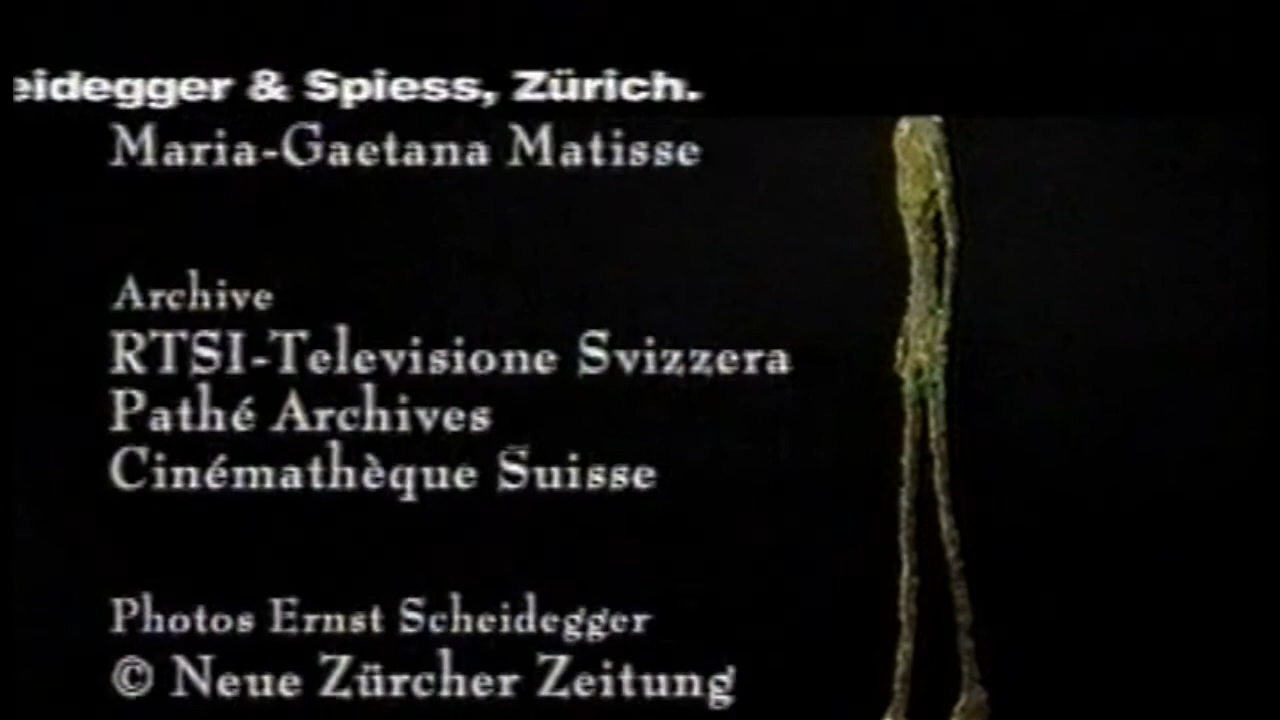 & Spiess, Zürich.
Maria-Gaetana Matisse
Archive
RTSI-Televisione Svizzera
Pathé Archives
Cinémathèque Suisse
Photos Ernst Scheidegger
© Neue Zürcher Zeitung